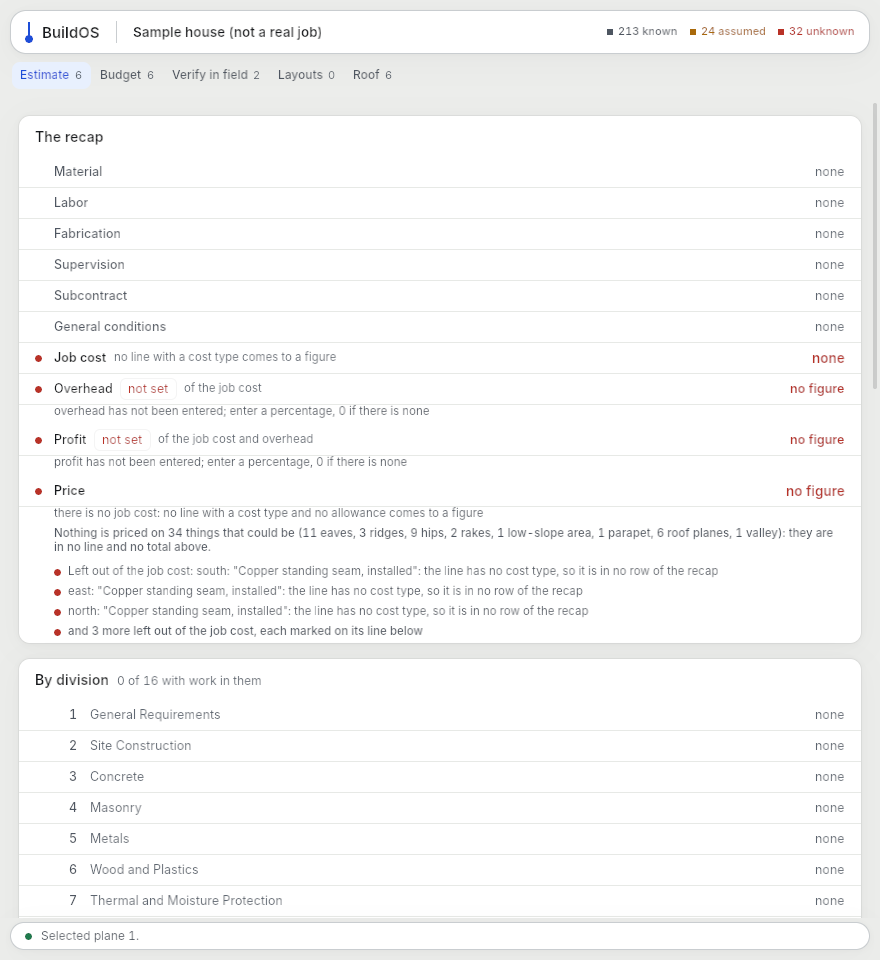 BuildOS Sample house (not a real job) 213 known 24 assumed 32 unknown
Estimate 6 Budget 6 Verify in field 2 Layouts 0 Roof 6
The recap
Material none
Labor none
Fabrication none
Supervision none
Subcontract none
General conditions none
Job cost no line with a cost type comes to a figure none
Overhead not set of the job cost no figure
overhead has not been entered; enter a percentage, 0 if there is none
Profit not set of the job cost and overhead no figure
profit has not been entered; enter a percentage, 0 if there is none
Price no figure
there is no job cost: no line with a cost type and no allowance comes to a figure
Nothing is priced on 34 things that could be (11 eaves, 3 ridges, 9 hips, 2 rakes, 1 low-slope area, 1 parapet, 6 roof planes, 1 valley): they are
in no line and no total above.
Left out of the job cost: south: "Copper standing seam, installed": the line has no cost type, so it is in no row of the recap
east: "Copper standing seam, installed": the line has no cost type, so it is in no row of the recap
north: "Copper standing seam, installed": the line has no cost type, so it is in no row of the recap
and 3 more left out of the job cost, each marked on its line below
By division 0 of 16 with work in them
1 General Requirements none
2 Site Construction none
3 Concrete none
4 Masonry none
5 Metals none
6 Wood and Plastics none
7 Thermal and Moisture Protection none
Selected plane 1.